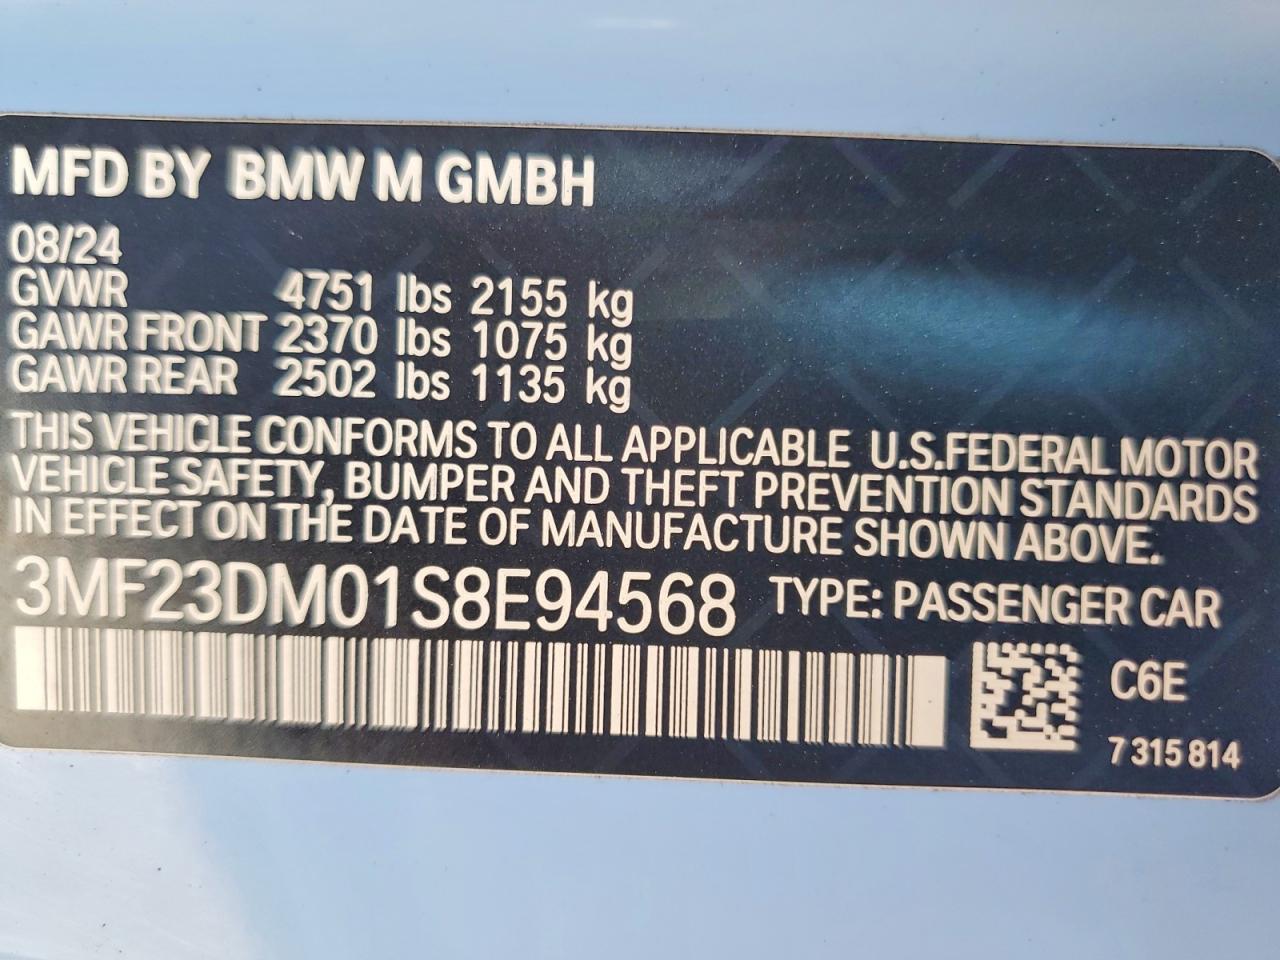 MFD BY BMW M GMBH
08/24
GVWR 4751 lbs 2155 kg
GAWR FRONT 2370 lbs 1075 kg
GAWR REAR 2502 lbs 1135 kg
THIS VEHICLE CONFORMS TO ALL APPLICABLE U.S.FEDERAL MOTOR
VEHICLE SAFETY, BUMPER AND THEFT PREVENTION STANDARDS
IN EFFECT ON THE DATE OF MANUFACTURE SHOWN ABOVE.
3MF23DM01S8E94568 TYPE: PASSENGER CAR
C6E
7 315 814